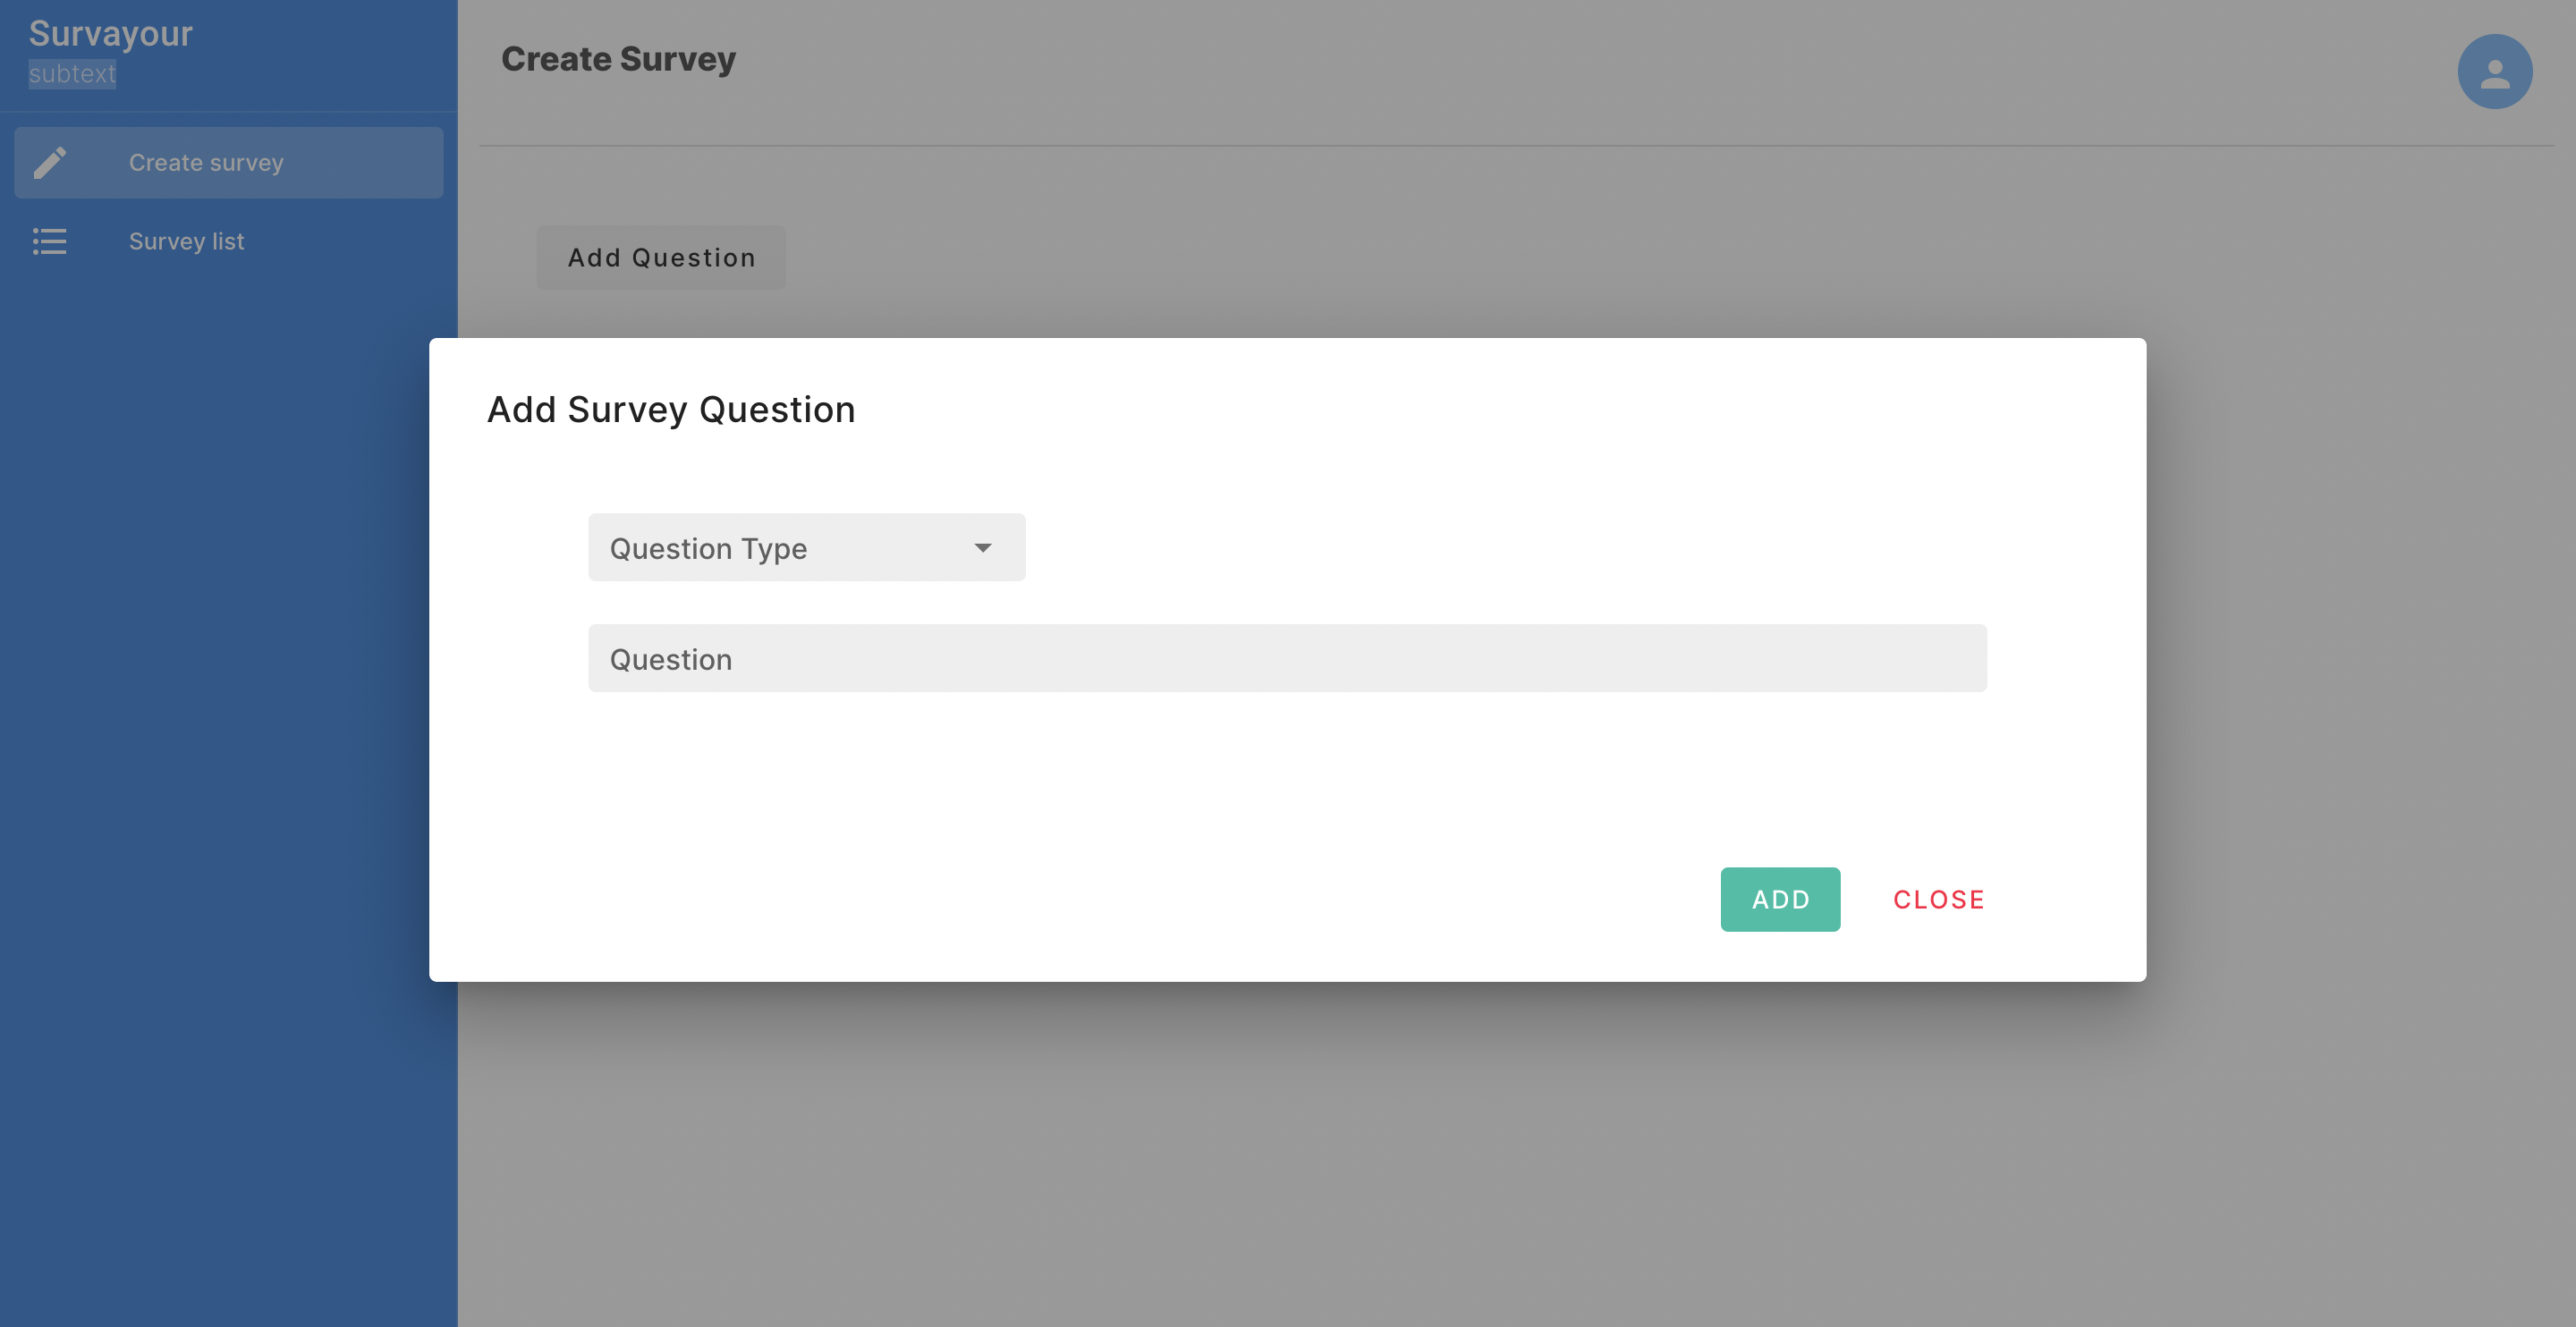 Survayour
subtext
Create survey
Survey list
Create Survey
Add Question
Add Survey Question
Question Type
Question
ADD
CLOSE